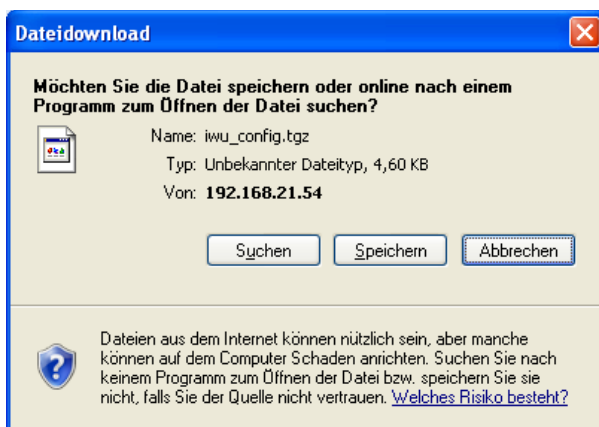 Dateidownload
Möchten Sie die Datei speichern oder online nach einem
Programm zum Öffnen der Datei suchen?
Name: iwu_config.tgz
Typ: Unbekannter Dateityp, 4,60 KB
Von: 192.168.21.54
Suchen Speichern Abbrechen
Dateien aus dem Internet können nützlich sein, aber manche
können auf dem Computer Schaden anrichten. Suchen Sie nach
keinem Programm zum Öffnen der Datei bzw. speichern Sie sie
nicht, falls Sie der Quelle nicht vertrauen. Welches Risiko besteht?